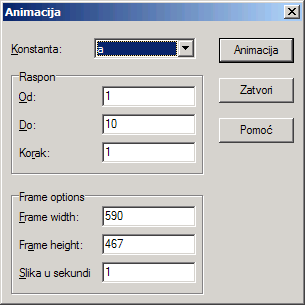 Animacija
Konstanta: a Animacija
Raspon
Od: 1 Zatvori
Do: 10 Pomoć
Korak: 1
Frame options
Frame width: 590
Frame height: 467
Slika u sekundi 1